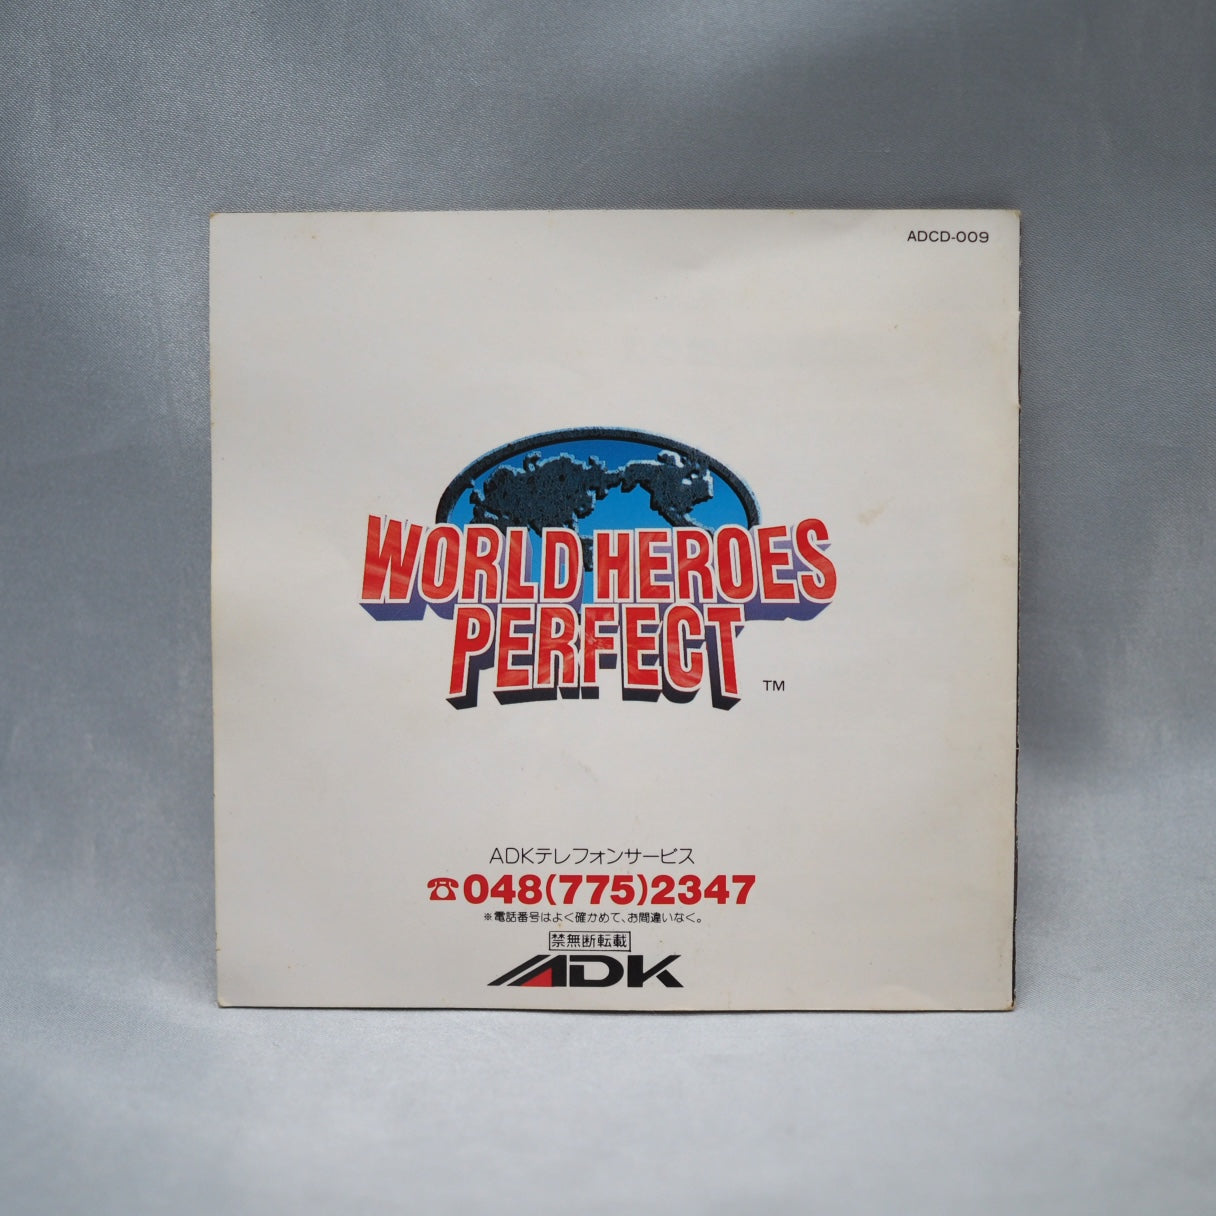 ADCD-009
WORLD HEROES
PERFECT
TM
ADKテレフォンサービス
☎048(775)2347
※電話番号はよく確かめて、お間違いなく。
禁無断転載
ADK